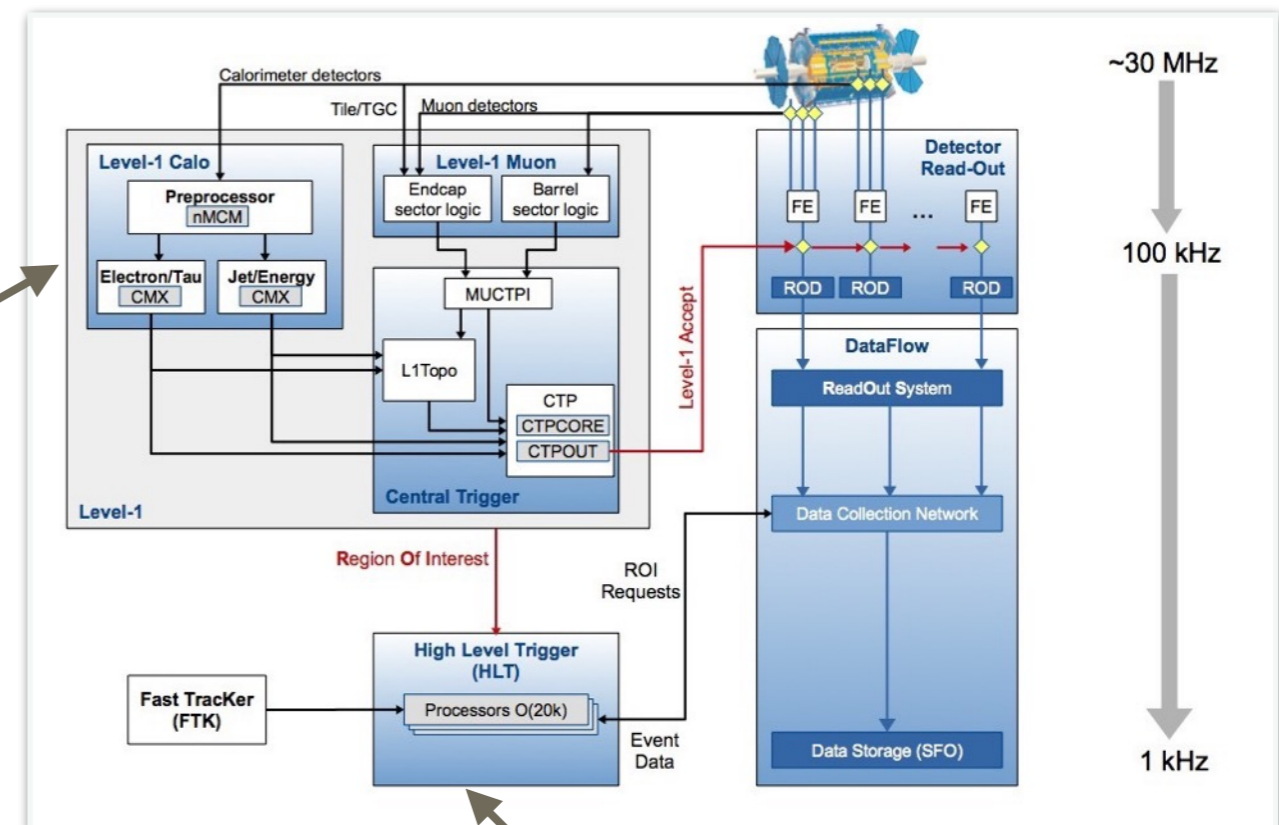 ~30 MHz
Calorimeter detectors
Tile/TGC
Muon detectors
Level-1 Calo
Preprocessor
nMCM
Electron/Tau
CMX
Jet/Energy
CMX
Level-1 Muon
Endcap
sector logic
Barrel
sector logic
MUCTPI
L1Topo
CTP
CTPCORE
CTPOUT
Central Trigger
Level-1
Level-1 Accept
Detector
Read-Out
FE
FE
...
FE
100 kHz
ROD
ROD
ROD
DataFlow
ReadOut System
Data Collection Network
Region Of Interest
ROI
Requests
High Level Trigger
(HLT)
Processors O(20k)
Fast TracKer
(FTK)
Event
Data
Data Storage (SFO)
1 kHz